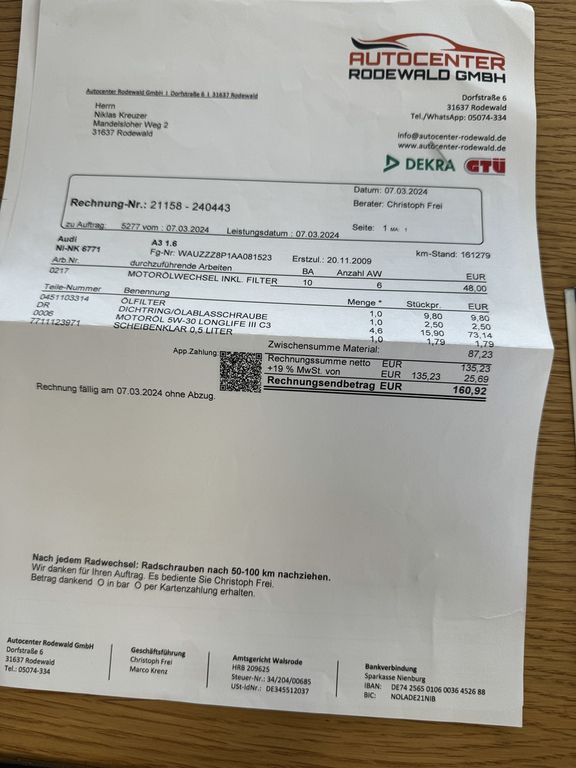 AUTOCENTER
RODEWALD GMBH
Autocenter Rodewald GmbH I Dorfstraße 6 I 31637 Rodewald
Dorfstraße 6
31637 Rodewald
Tel./WhatsApp: 05074-334
Herrn
Niklas Kreuzer
Mandelsloher Weg 2
31637 Rodewald
info@autocenter-rodewald.de
www.autocenter-rodewald.de
DEKRA GTÜ
Datum: 07.03.2024
Rechnung-Nr.: 21158 - 240443 Berater: Christoph Frei
zu Auftrag: 5277 vom : 07.03.2024 Leistungsdatum : 07.03.2024 Seite: 1 MA: 1
Audi A3 1.6
NI-NK 6771 Fg-Nr: WAUZZZ8P1AA081523 Erstzul.: 20.11.2009 km-Stand: 161279
Arb.Nr. durchzuführende Arbeiten BA Anzahl AW EUR
0217 MOTORÖLWECHSEL INKL. FILTER 10 6 48,00
Teile-Nummer Benennung Menge * Stückpr. EUR
0451103314 ÖLFILTER 1,0 9,80 9,80
DR DICHTRING/ÖLABLASSCHRAUBE 1,0 2,50 2,50
0006 MOTORÖL 5W-30 LONGLIFE III C3 4,6 15,90 73,14
7711123971 SCHEIBENKLAR 0,5 LITER 1,0 1,79 1,79
Zwischensumme Material: 87,23
App.Zahlung:
Rechnungssumme netto EUR 135,23
+19 % MwSt. von EUR 135,23 25,69
Rechnungsendbetrag EUR 160,92
Rechnung fällig am 07.03.2024 ohne Abzug.
Nach jedem Radwechsel: Radschrauben nach 50-100 km nachziehen.
Wir danken für Ihren Auftrag. Es bediente Sie Christoph Frei.
Betrag dankend O in bar O per Kartenzahlung erhalten.
Autocenter Rodewald GmbH
Dorfstraße 6
31637 Rodewald
Tel.: 05074-334
Geschäftsführung
Christoph Frei
Marco Krenz
Amtsgericht Walsrode
HRB 209625
Steuer-Nr.: 34/204/00685
USt-IdNr.: DE345512037
Bankverbindung
Sparkasse Nienburg
IBAN: DE74 2565 0106 0036 4526 88
BIC: NOLADE21NIB